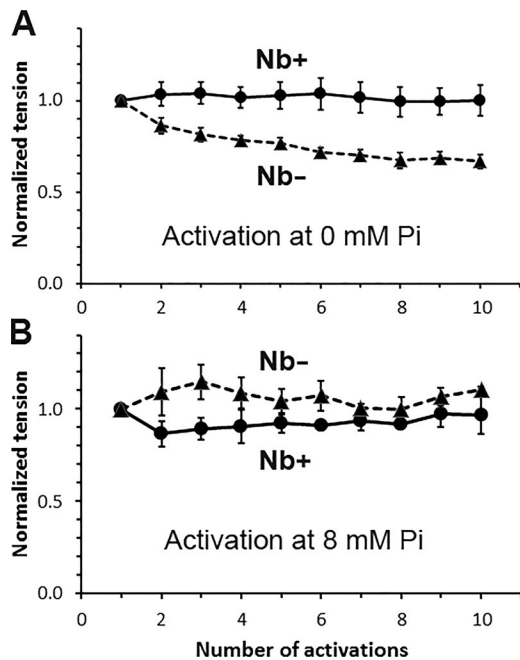 A
Normalized tension
1.0
0.5
0.0
Nb+
Nb–
Activation at 0 mM Pi
0 2 4 6 8 10
B
Normalized tension
1.0
0.5
0.0
Nb–
Nb+
Activation at 8 mM Pi
0 2 4 6 8 10
Number of activations